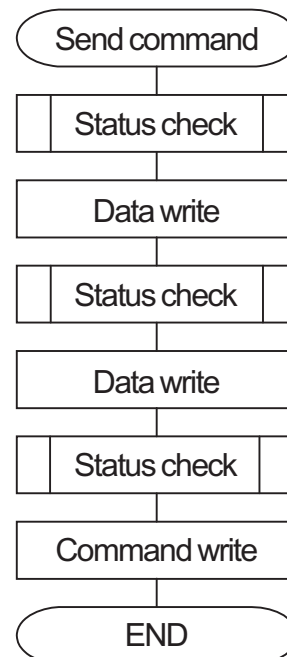 Send command
Status check
Data write
Status check
Data write
Status check
Command write
END